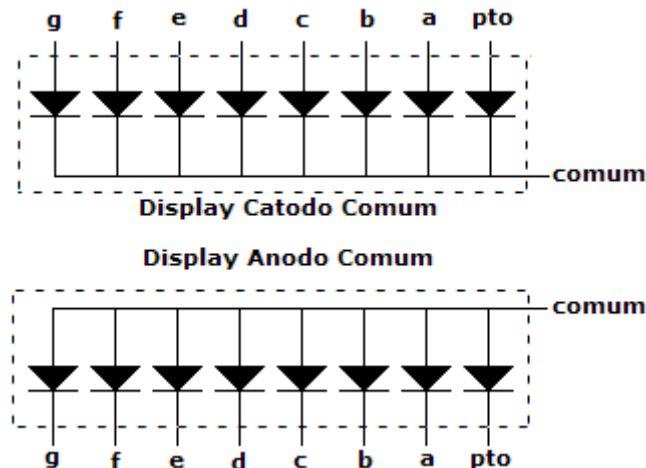 g f e d c b a pto
comum
Display Catodo Comum
Display Anodo Comum
comum
g f e d c b a pto